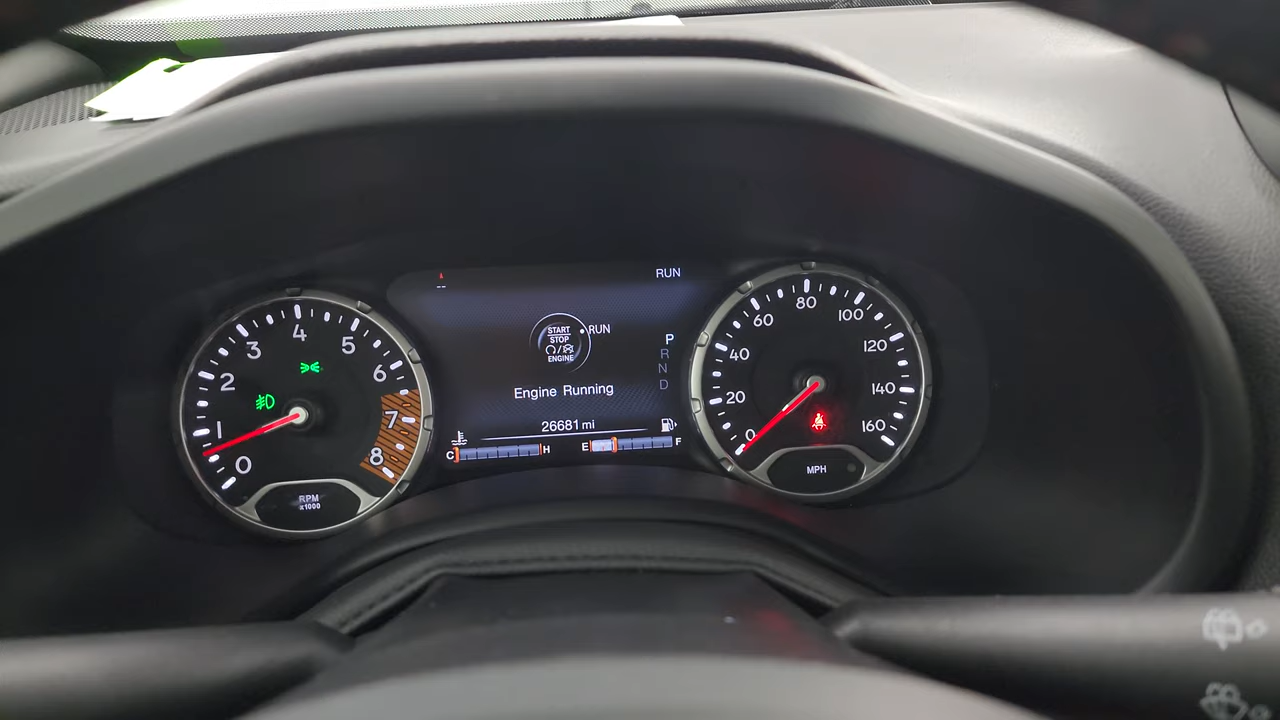 RUN
START
STOP
ENGINE
RUN
P
R
N
D
Engine Running
26681 mi
C
H
E
F
0
1
2
3
4
5
6
7
8
RPM
x1000
0
20
40
60
80
100
120
140
160
MPH
--